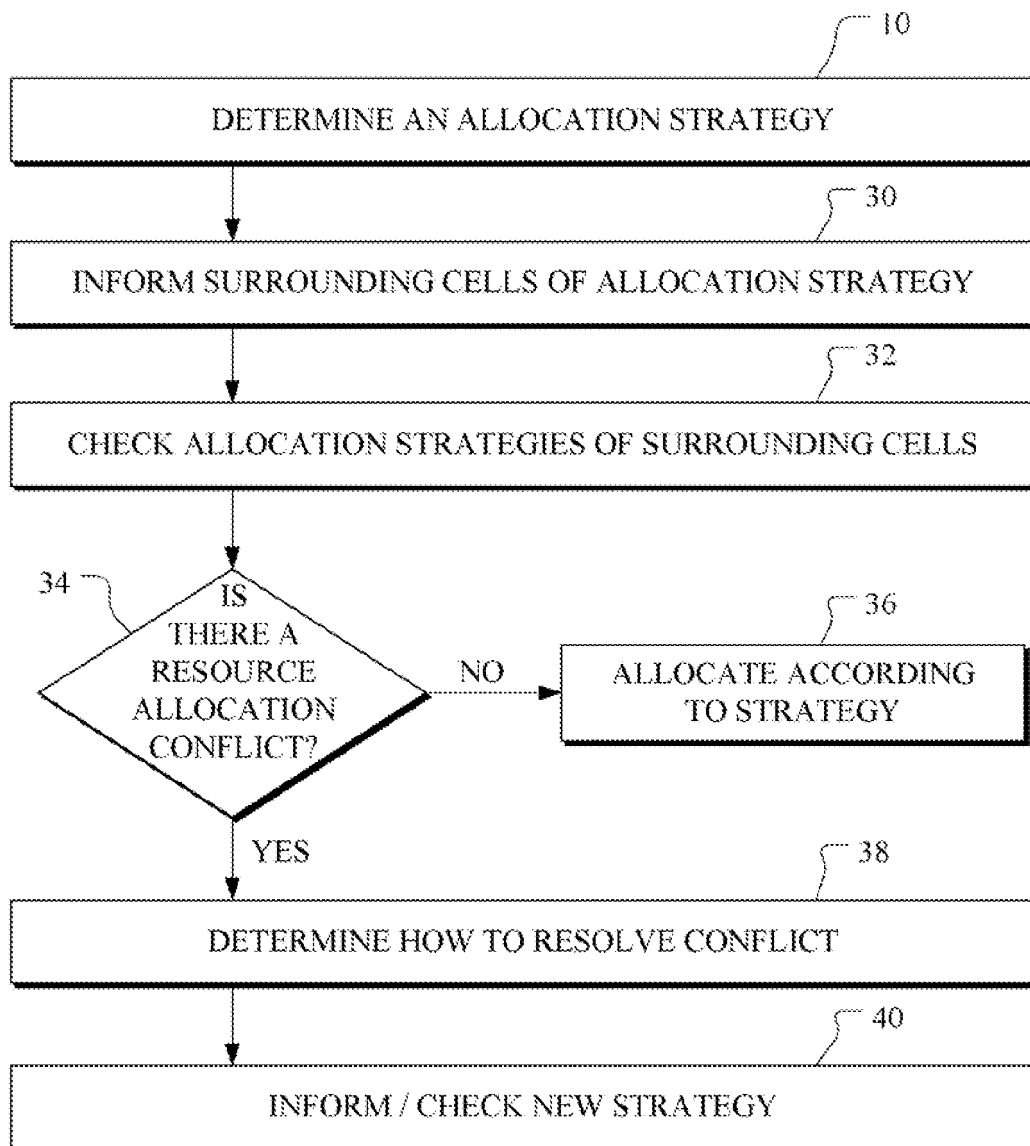 10
DETERMINE AN ALLOCATION STRATEGY
30
INFORM SURROUNDING CELLS OF ALLOCATION STRATEGY
32
CHECK ALLOCATION STRATEGIES OF SURROUNDING CELLS
34
IS
THERE A
RESOURCE
ALLOCATION
CONFLICT?
NO
36
ALLOCATE ACCORDING
TO STRATEGY
YES
38
DETERMINE HOW TO RESOLVE CONFLICT
40
INFORM / CHECK NEW STRATEGY